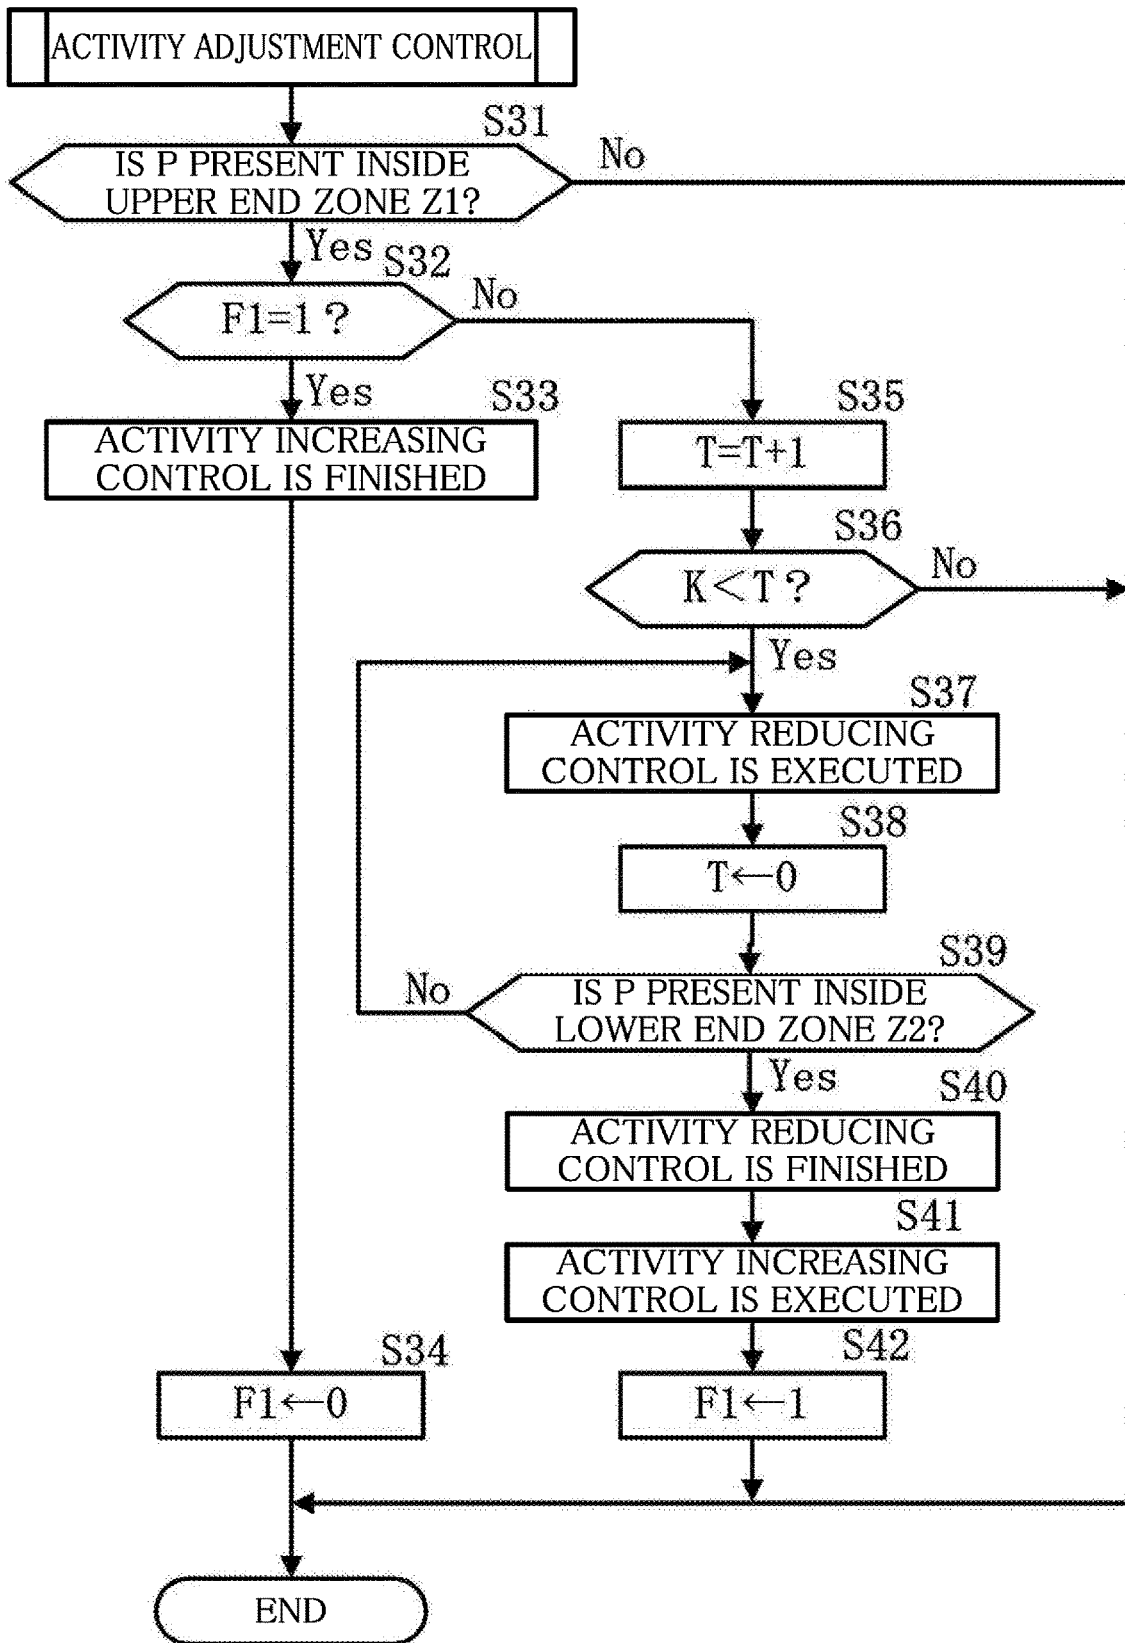 ACTIVITY ADJUSTMENT CONTROL
S31
IS P PRESENT INSIDE
UPPER END ZONE Z1?
No
Yes
S32
F1=1?
No
Yes
S33
ACTIVITY INCREASING
CONTROL IS FINISHED
S35
T=T+1
S36
K<T?
No
Yes
S37
ACTIVITY REDUCING
CONTROL IS EXECUTED
S38
T←0
S39
IS P PRESENT INSIDE
LOWER END ZONE Z2?
No
Yes
S40
ACTIVITY REDUCING
CONTROL IS FINISHED
S41
ACTIVITY INCREASING
CONTROL IS EXECUTED
S34
F1←0
S42
F1←1
END